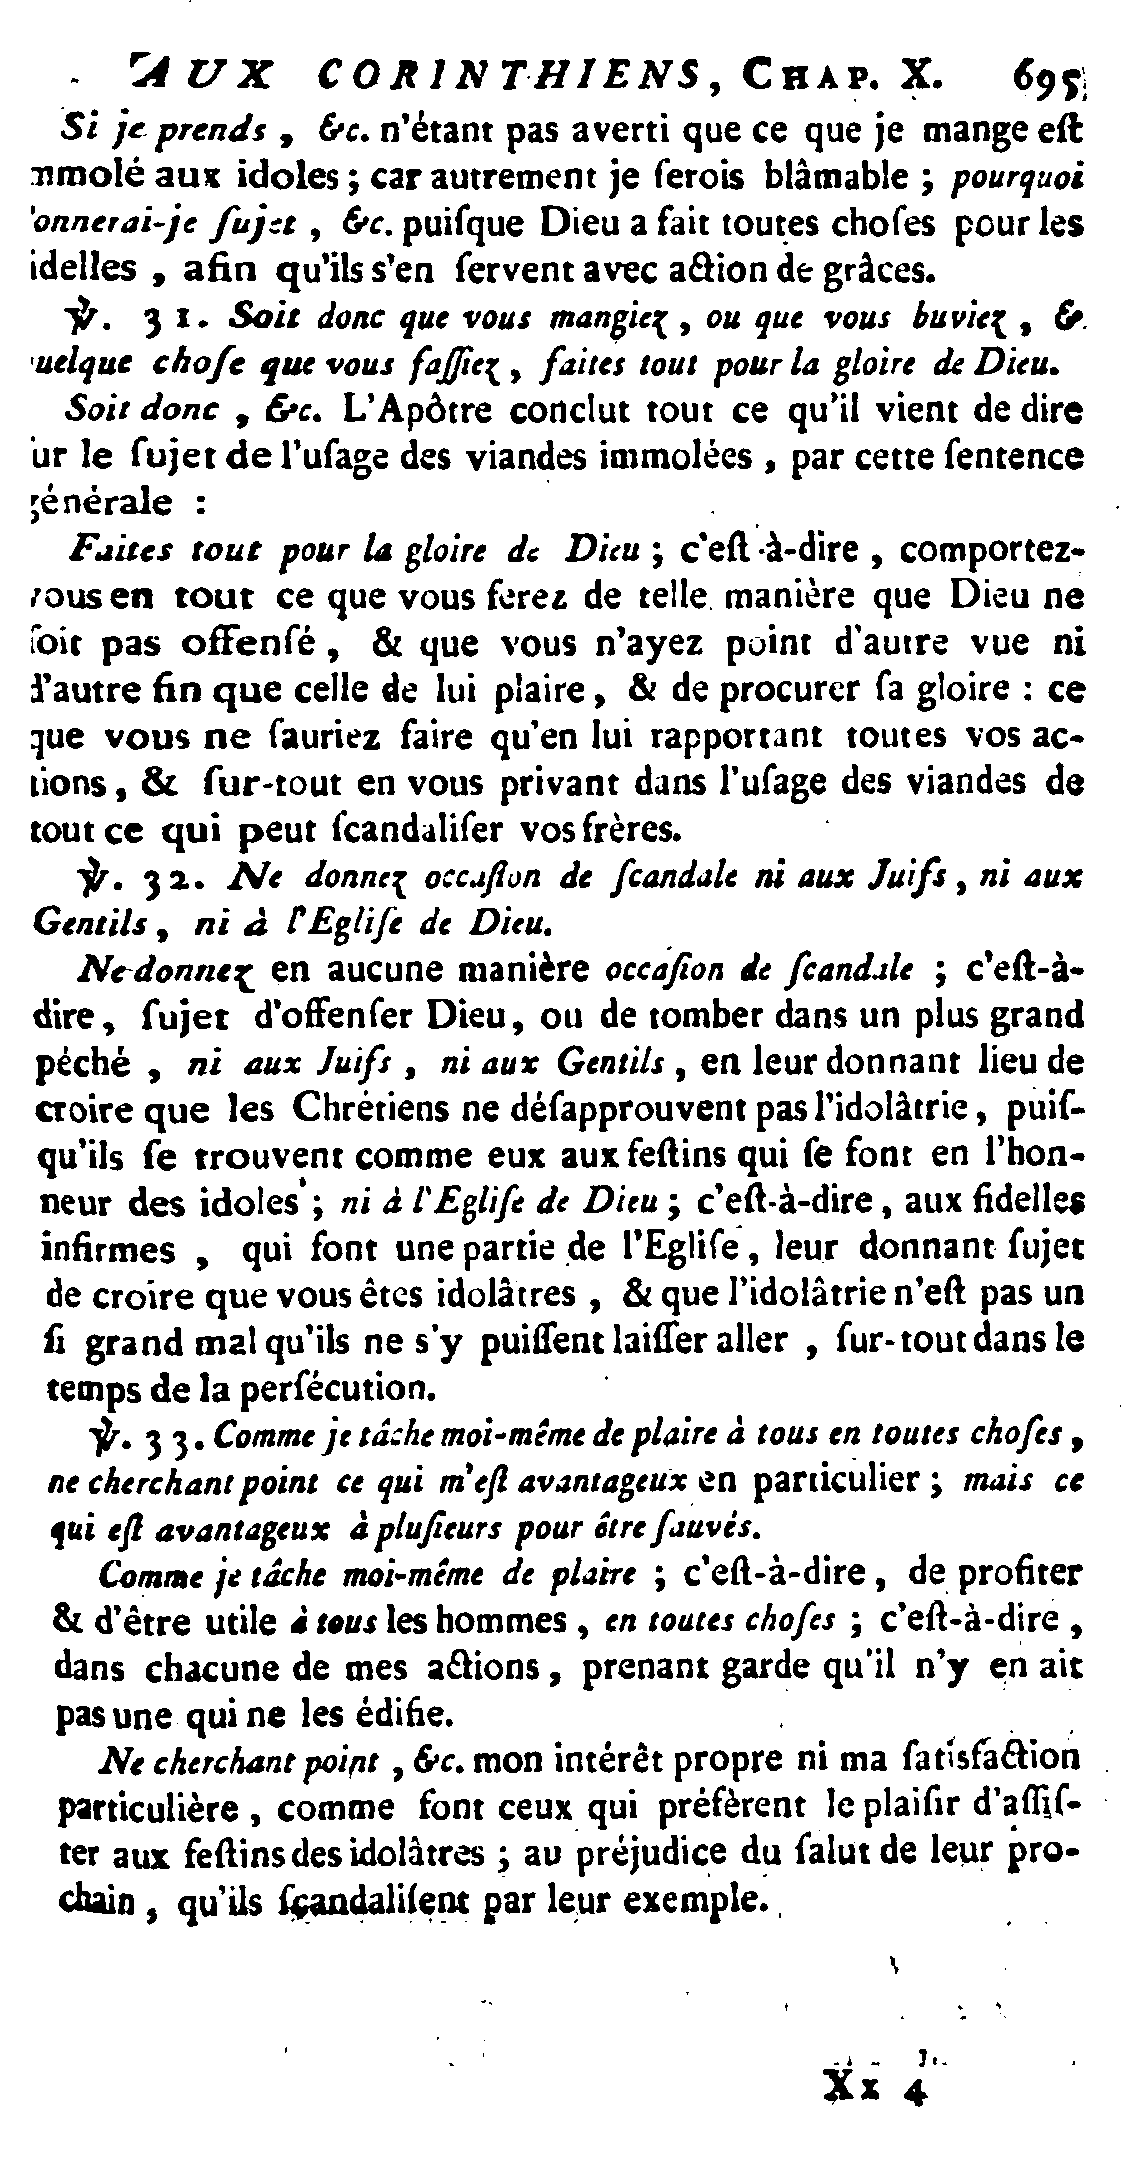 AUX CORINTHIENS, CHAP. X. 695
Si je prends, &c. n'étant pas averti que ce que je mange eſt
mmolé aux idoles ; car autrement je ſerois blâmable ; pourquoi
onnerai-je ſujet, &c. puiſque Dieu a fait toutes choſes pour les
idelles, afin qu'ils s'en ſervent avec action de grâces.
℣. 31. Soit donc que vous mangiez, ou que vous buviez, &
uelque choſe que vous faſſiez, faites tout pour la gloire de Dieu.
Soit donc, &c. L'Apôtre conclut tout ce qu'il vient de dire
ur le ſujet de l'uſage des viandes immolées, par cette ſentence
générale :
Faites tout pour la gloire de Dieu ; c'eſt-à-dire, comportez-
vous en tout ce que vous ferez de telle manière que Dieu ne
ſoit pas offenſé, & que vous n'ayez point d'autre vue ni
d'autre fin que celle de lui plaire, & de procurer ſa gloire : ce
que vous ne ſauriez faire qu'en lui rapportant toutes vos ac-
tions, & ſur-tout en vous privant dans l'uſage des viandes de
tout ce qui peut ſcandaliſer vos frères.
℣. 32. Ne donnez occaſion de ſcandale ni aux Juifs, ni aux
Gentils, ni à l'Egliſe de Dieu.
Ne donnez en aucune manière occaſion de ſcandale ; c'eſt-à-
dire, ſujet d'offenſer Dieu, ou de tomber dans un plus grand
péché, ni aux Juifs, ni aux Gentils, en leur donnant lieu de
croire que les Chrétiens ne déſapprouvent pas l'idolâtrie, puiſ-
qu'ils ſe trouvent comme eux aux feſtins qui ſe font en l'hon-
neur des idoles ; ni à l'Egliſe de Dieu ; c'eſt-à-dire, aux fidelles
infirmes, qui font une partie de l'Egliſe, leur donnant ſujet
de croire que vous êtes idolâtres, & que l'idolâtrie n'eſt pas un
ſi grand mal qu'ils ne s'y puiſſent laiſſer aller, ſur-tout dans le
temps de la perſécution.
℣. 33. Comme je tâche moi-même de plaire à tous en toutes choſes,
ne cherchant point ce qui m'eſt avantageux en particulier ; mais ce
qui eſt avantageux à pluſieurs pour être ſauvés.
Comme je tâche moi-même de plaire ; c'eſt-à-dire, de profiter
& d'être utile à tous les hommes, en toutes choſes ; c'eſt-à-dire,
dans chacune de mes actions, prenant garde qu'il n'y en ait
pas une qui ne les édifie.
Ne cherchant point, &c. mon intérêt propre ni ma ſatisfaction
particulière, comme font ceux qui préfèrent le plaiſir d'aſſiſ-
ter aux feſtins des idolâtres ; au préjudice du ſalut de leur pro-
chain, qu'ils ſcandaliſent par leur exemple.
Xx 4